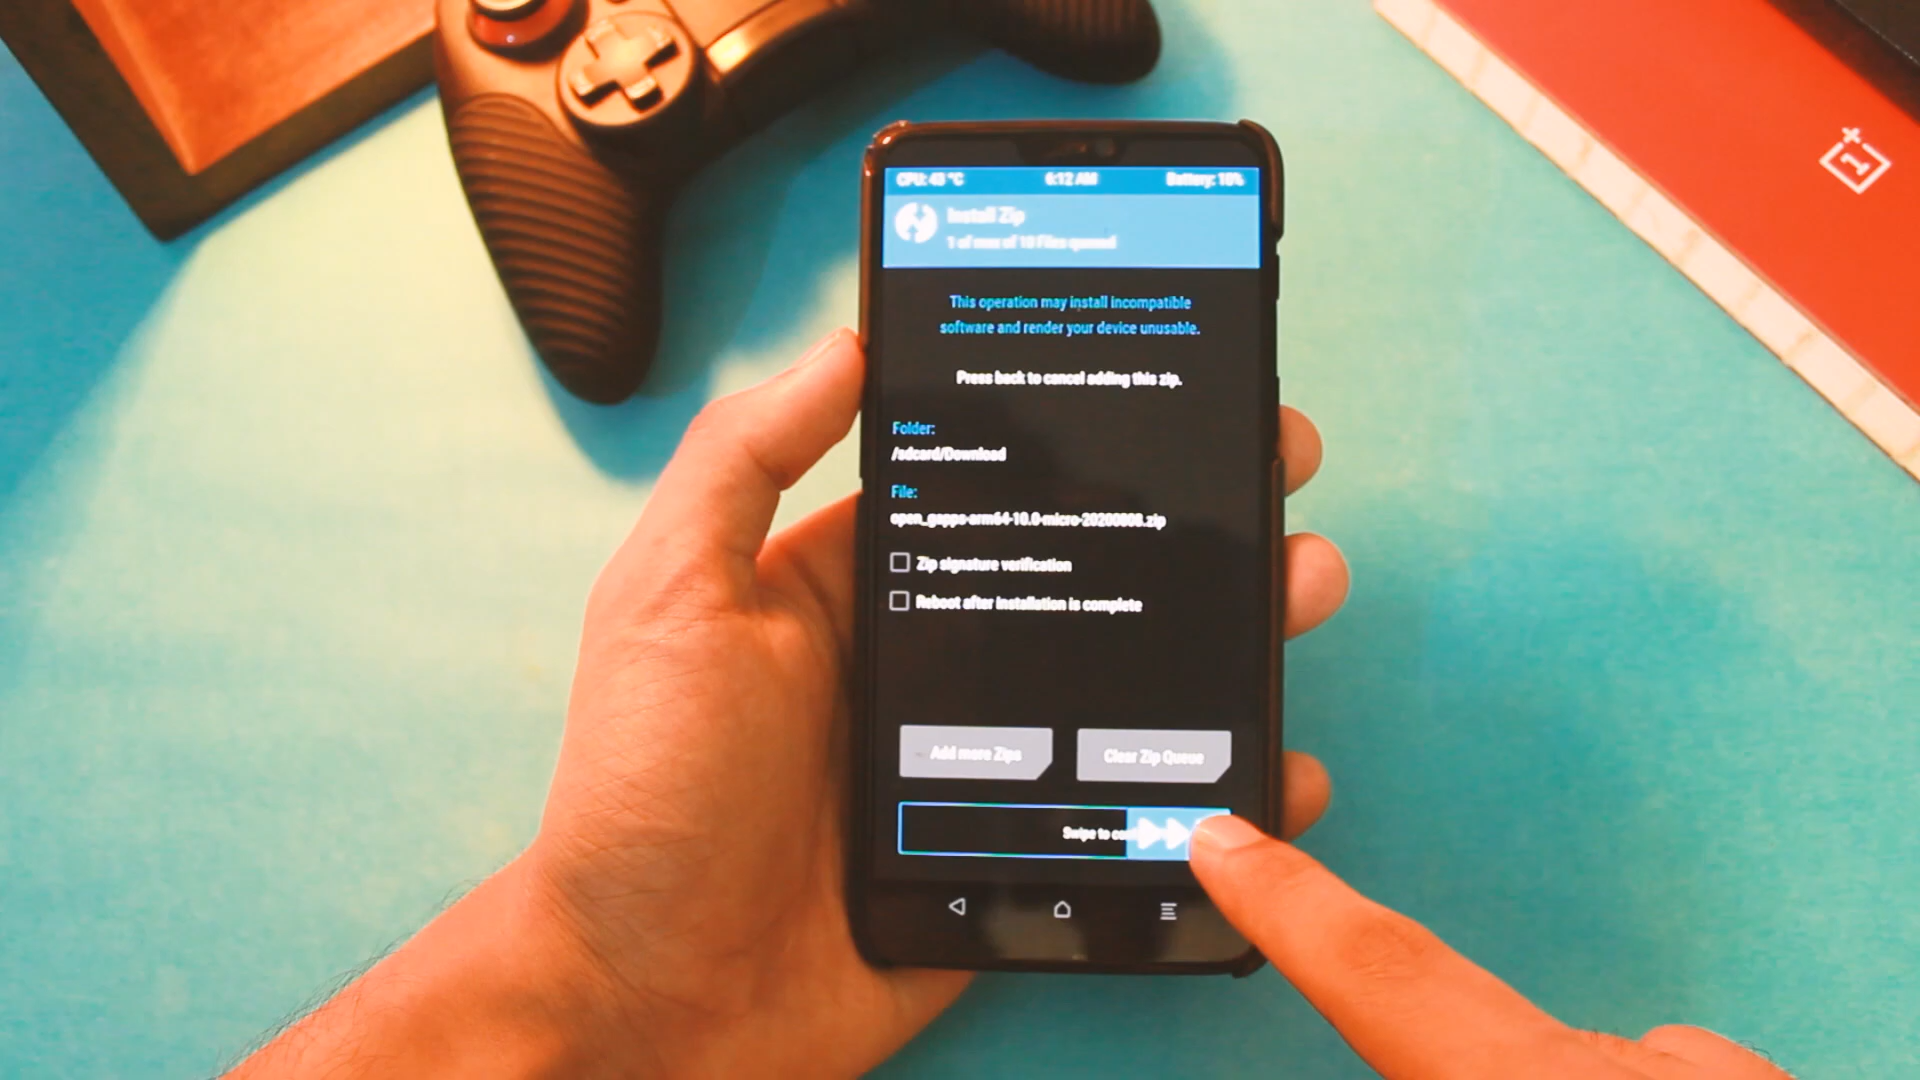 CPU: 43 °C 6:12 AM Battery: 18%
Install Zip
1 of max of 10 Files queued
This operation may install incompatible
software and render your device unusable.
Press back to cancel adding this zip.
Folder:
/sdcard/Download
File:
open_gapps-arm64-10.0-micro-20200808.zip
Zip signature verification
Reboot after installation is complete
Add more Zips
Clear Zip Queue
Swipe to co
1